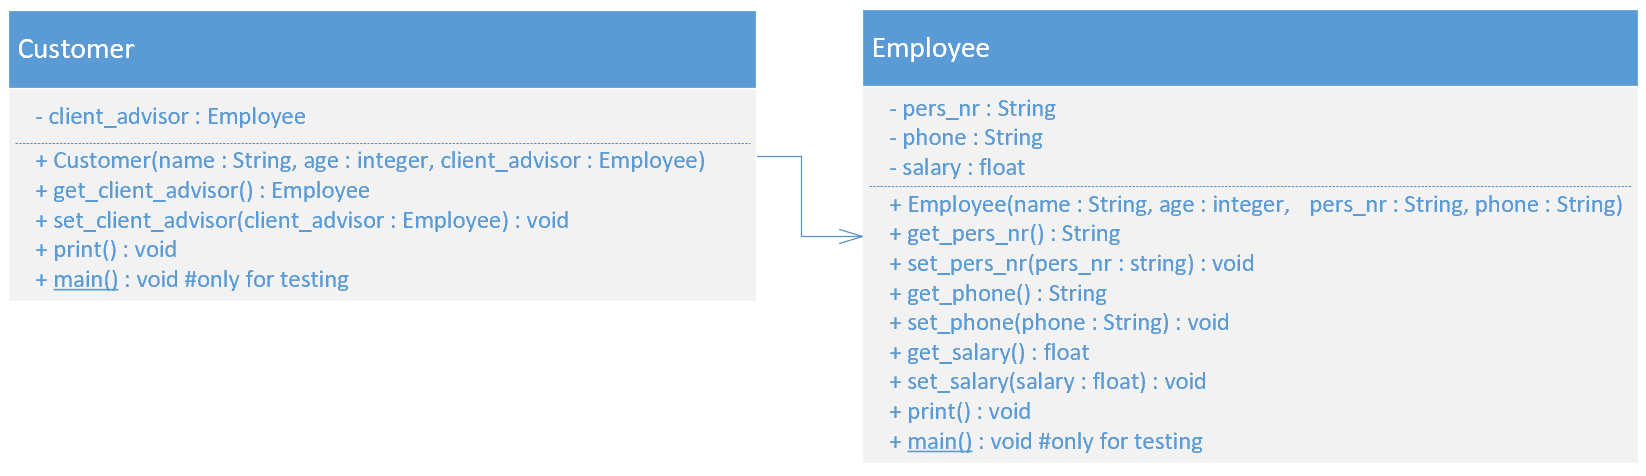 Customer
- client_advisor : Employee
+ Customer(name : String, age : integer, client_advisor : Employee)
+ get_client_advisor() : Employee
+ set_client_advisor(client_advisor : Employee) : void
+ print() : void
+ main() : void #only for testing
Employee
- pers_nr : String
- phone : String
- salary : float
+ Employee(name : String, age : integer, pers_nr : String, phone : String)
+ get_pers_nr() : String
+ set_pers_nr(pers_nr : string) : void
+ get_phone() : String
+ set_phone(phone : String) : void
+ get_salary() : float
+ set_salary(salary : float) : void
+ print() : void
+ main() : void #only for testing